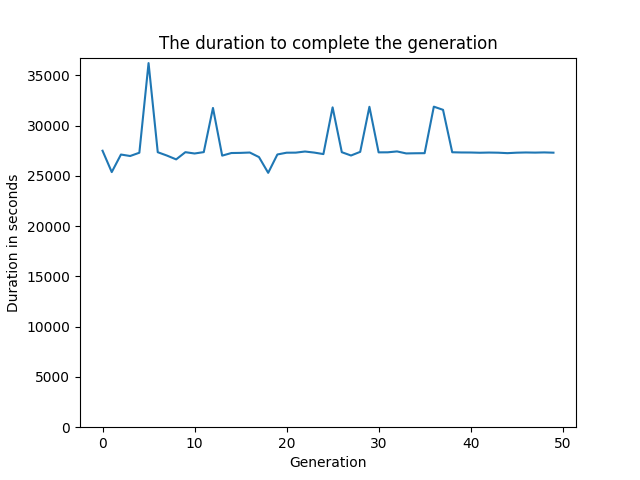 The duration to complete the generation
35000
30000
25000
20000
15000
10000
5000
0
0 10 20 30 40 50
Duration in seconds
Generation